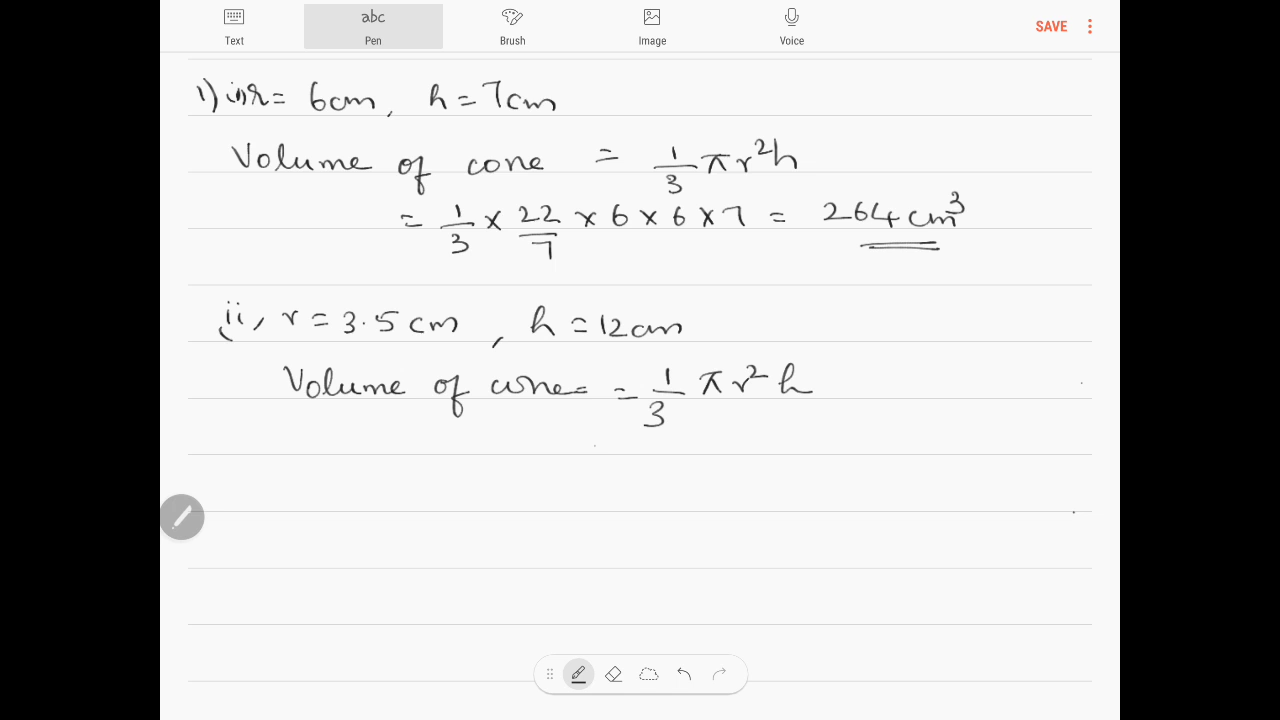 Text abc Pen Brush Image Voice SAVE
1) (i) r = 6cm, h = 7cm
Volume of cone = 1/3 πr²h
= 1/3 × 22/7 × 6 × 6 × 7 = 264 cm³
(ii, r = 3.5 cm, h = 12cm
Volume of cone = = 1/3 πr² h